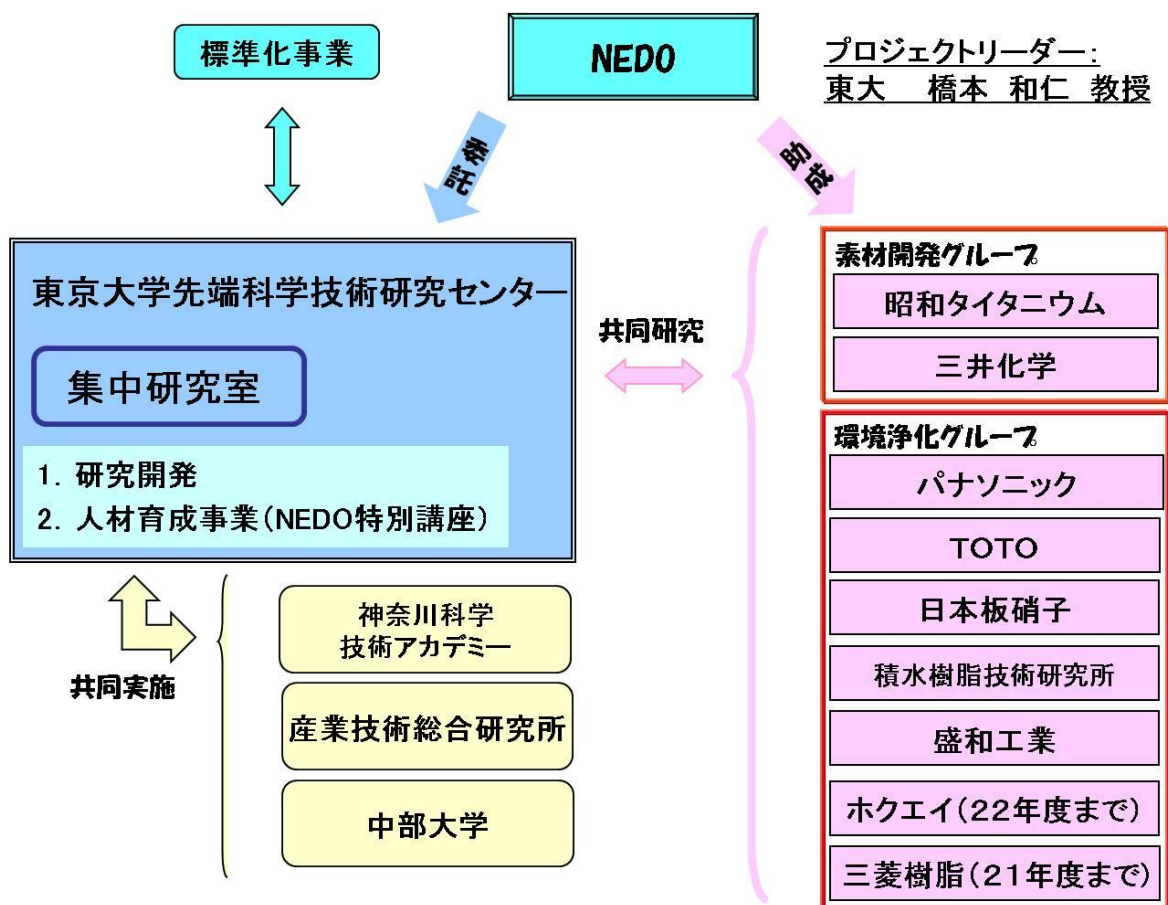 標準化事業
NEDO
プロジェクトリーダー:
東大 橋本 和仁 教授
委託
助成
東京大学先端科学技術研究センター
集中研究室
1. 研究開発
2. 人材育成事業(NEDO特別講座)
共同研究
素材開発グループ
昭和タイタニウム
三井化学
環境浄化グループ
パナソニック
TOTO
日本板硝子
積水樹脂技術研究所
盛和工業
ホクエイ(22年度まで)
三菱樹脂(21年度まで)
共同実施
神奈川科学
技術アカデミー
産業技術総合研究所
中部大学